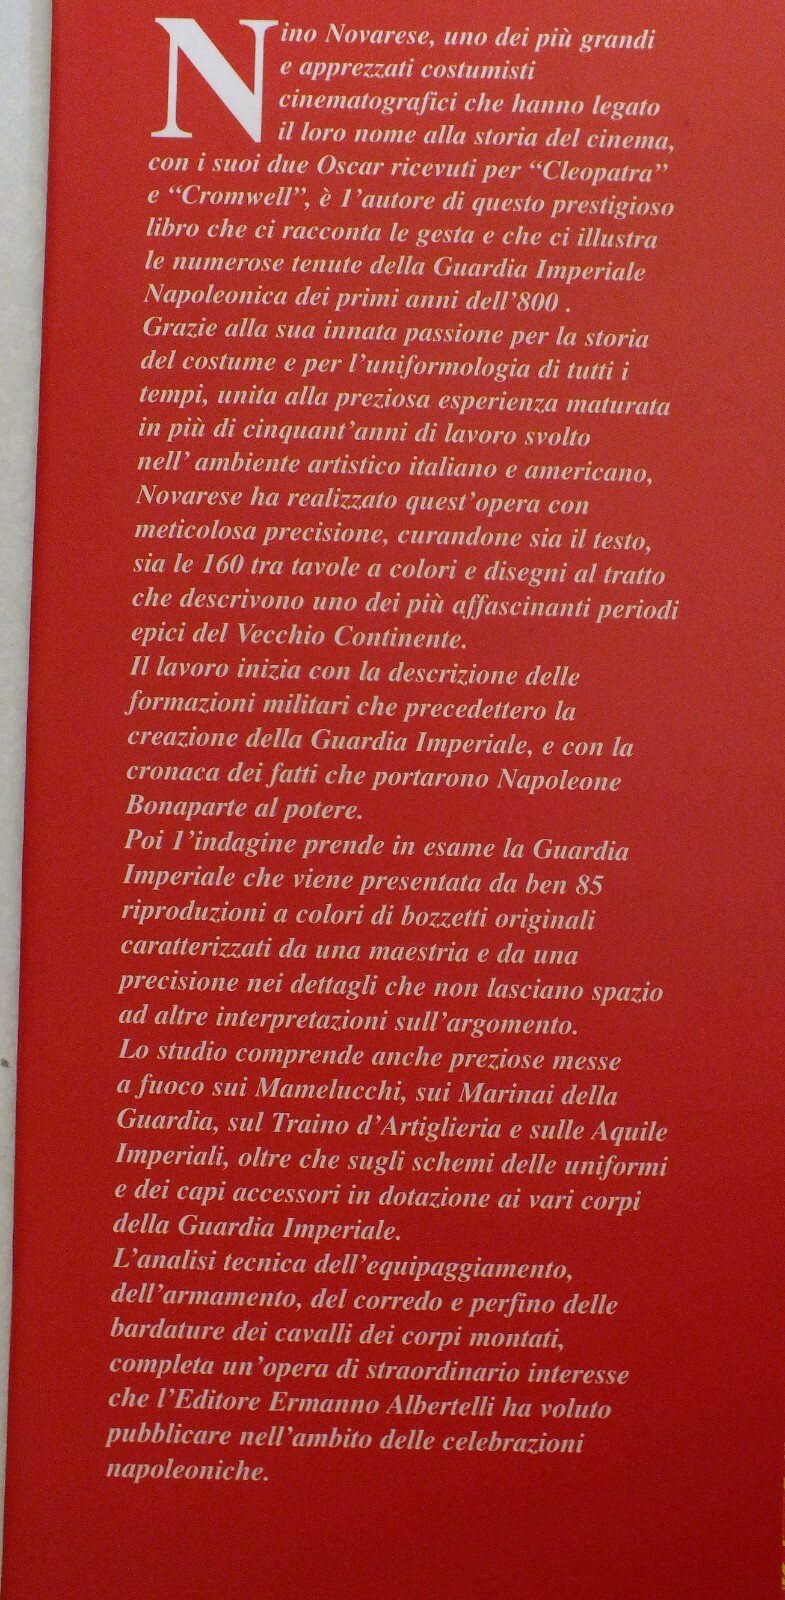 Nino Novarese, uno dei più grandi
e apprezzati costumisti
cinematografici che hanno legato
il loro nome alla storia del cinema,
con i suoi due Oscar ricevuti per “Cleopatra”
e “Cromwell”, è l’autore di questo prestigioso
libro che ci racconta le gesta e che ci illustra
le numerose tenute della Guardia Imperiale
Napoleonica dei primi anni dell’800 .
Grazie alla sua innata passione per la storia
del costume e per l’uniformologia di tutti i
tempi, unita alla preziosa esperienza maturata
in più di cinquant’anni di lavoro svolto
nell’ ambiente artistico italiano e americano,
Novarese ha realizzato quest’opera con
meticolosa precisione, curandone sia il testo,
sia le 160 tra tavole a colori e disegni al tratto
che descrivono uno dei più affascinanti periodi
epici del Vecchio Continente.
Il lavoro inizia con la descrizione delle
formazioni militari che precedettero la
creazione della Guardia Imperiale, e con la
cronaca dei fatti che portarono Napoleone
Bonaparte al potere.
Poi l’indagine prende in esame la Guardia
Imperiale che viene presentata da ben 85
riproduzioni a colori di bozzetti originali
caratterizzati da una maestria e da una
precisione nei dettagli che non lasciano spazio
ad altre interpretazioni sull’argomento.
Lo studio comprende anche preziose messe
a fuoco sui Mamelucchi, sui Marinai della
Guardia, sul Traino d’Artiglieria e sulle Aquile
Imperiali, oltre che sugli schemi delle uniformi
e dei capi accessori in dotazione ai vari corpi
della Guardia Imperiale.
L’analisi tecnica dell’equipaggiamento,
dell’armamento, del corredo e perfino delle
bardature dei cavalli dei corpi montati,
completa un’opera di straordinario interesse
che l’Editore Ermanno Albertelli ha voluto
pubblicare nell’ambito delle celebrazioni
napoleoniche.